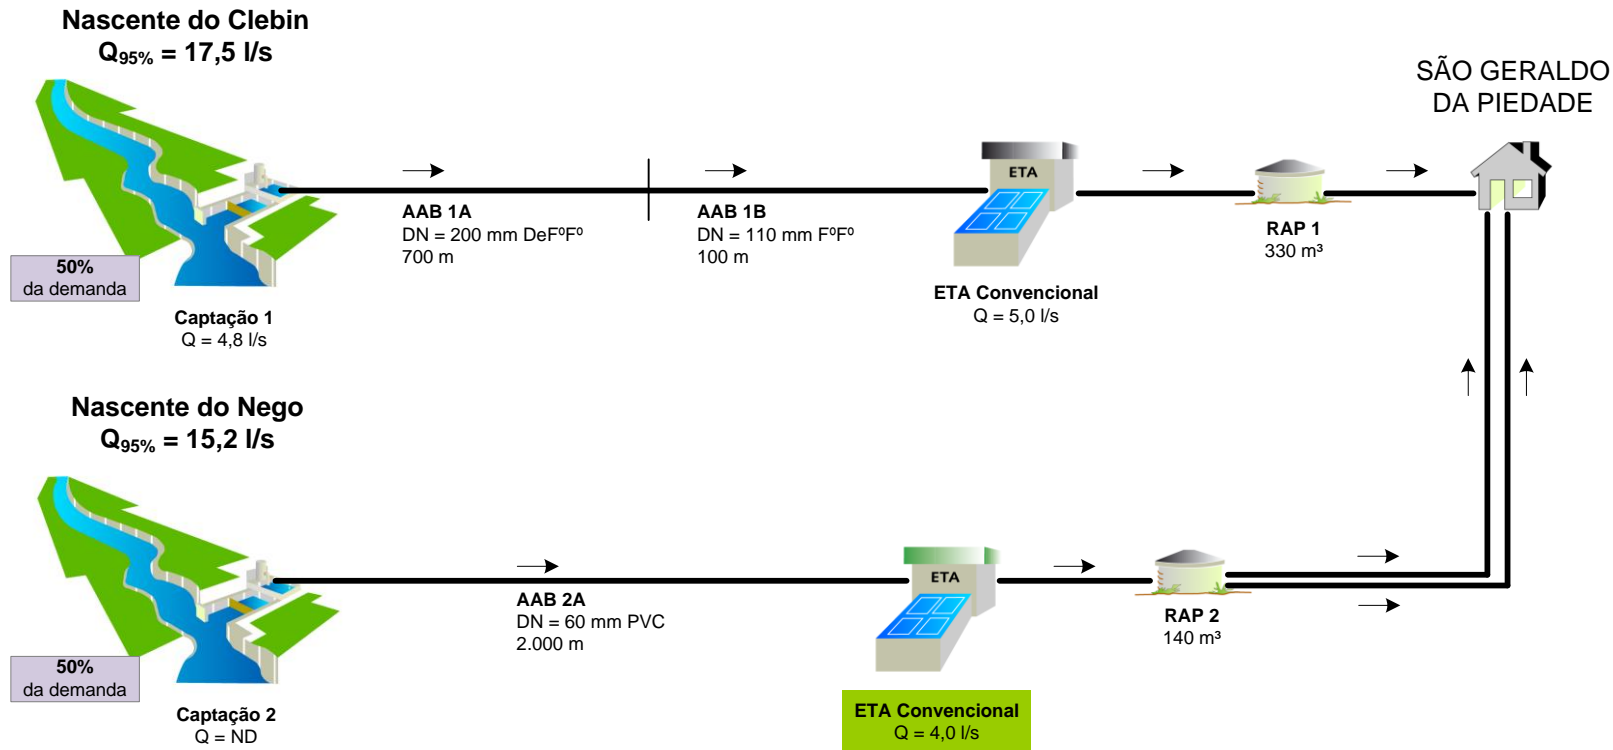 Nascente do Clebin
Q95% = 17,5 l/s
SÃO GERALDO
DA PIEDADE
ETA
AAB 1A
DN = 200 mm DeFºFº
700 m
AAB 1B
DN = 110 mm FºFº
100 m
RAP 1
330 m³
50%
da demanda
ETA Convencional
Q = 5,0 l/s
Captação 1
Q = 4,8 l/s
Nascente do Nego
Q95% = 15,2 l/s
ETA
AAB 2A
DN = 60 mm PVC
2.000 m
RAP 2
140 m³
50%
da demanda
Captação 2
Q = ND
ETA Convencional
Q = 4,0 l/s